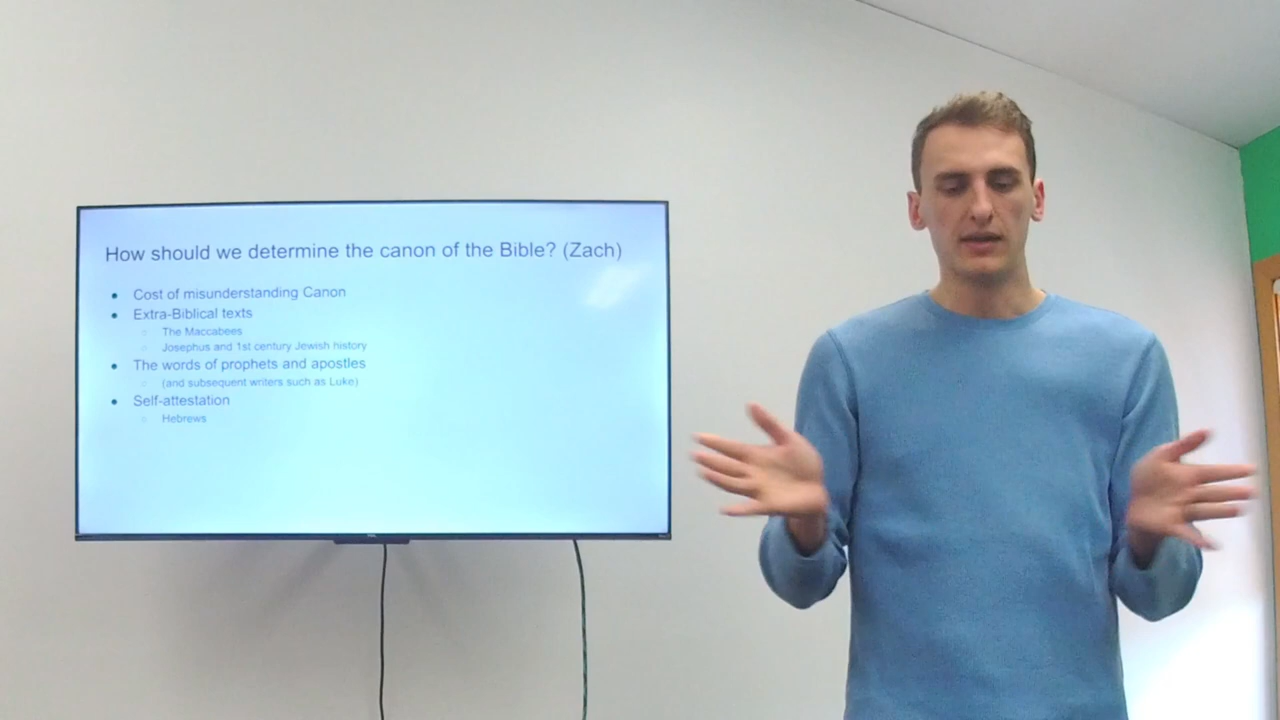 How should we determine the canon of the Bible? (Zach)
Cost of misunderstanding Canon
Extra-Biblical texts
The Maccabees
Josephus and 1st century Jewish history
The words of prophets and apostles
(and subsequent writers such as Luke)
Self-attestation
Hebrews
TCL